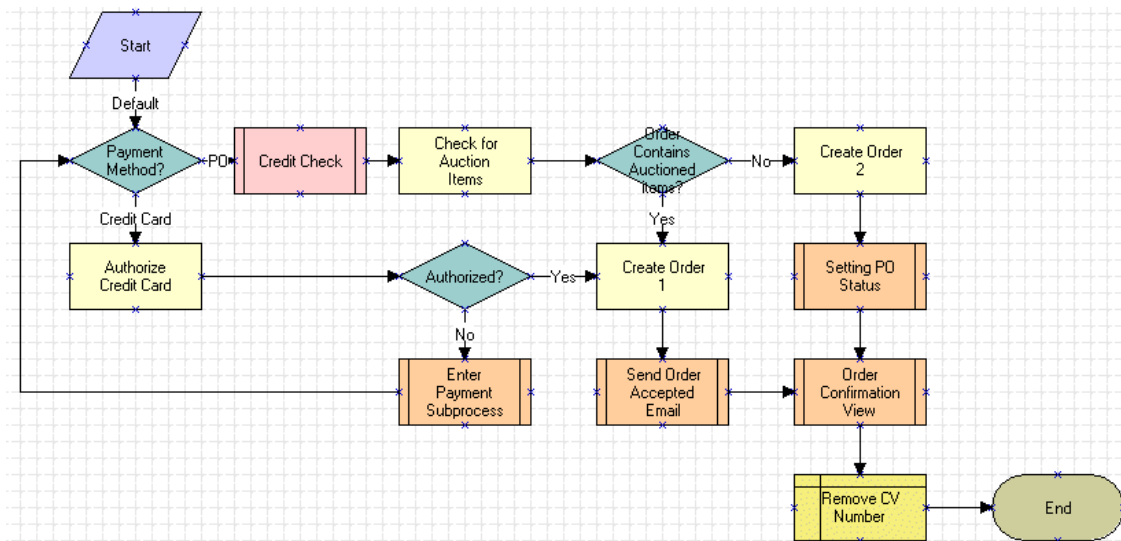 Start
Default
Payment
Method?
PO
Credit Check
Check for
Auction
Items
Order
Contains
Auctioned
Items?
No
Create Order
2
Credit Card
Yes
Authorize
Credit Card
Authorized?
Yes
Create Order
1
Setting PO
Status
No
Enter
Payment
Subprocess
Send Order
Accepted
Email
Order
Confirmation
View
Remove CV
Number
End